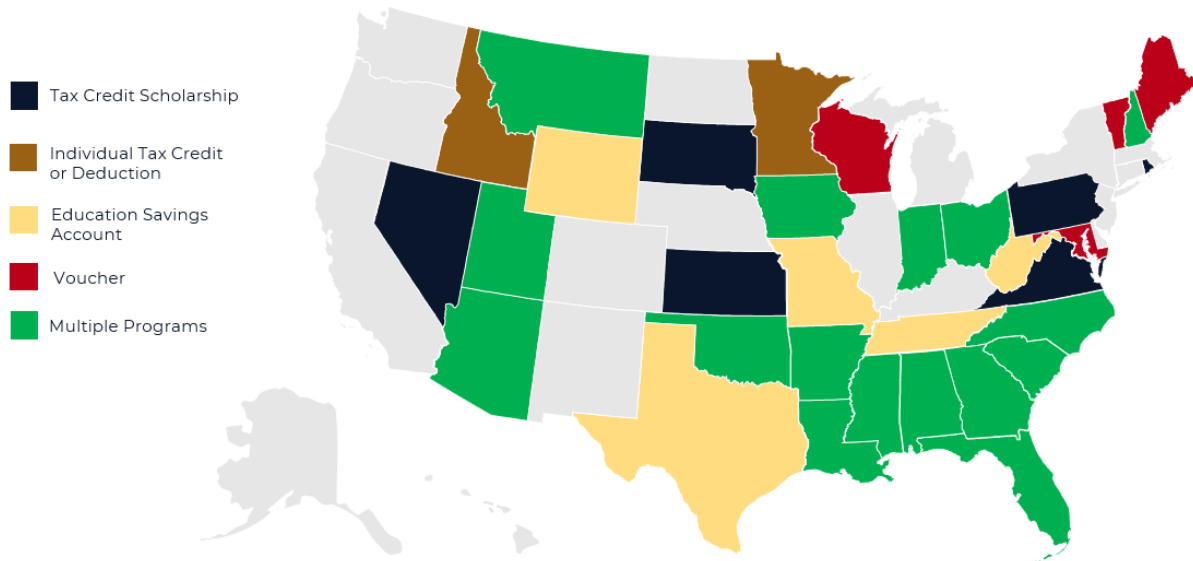 Tax Credit Scholarship
Individual Tax Credit
or Deduction
Education Savings
Account
Voucher
Multiple Programs